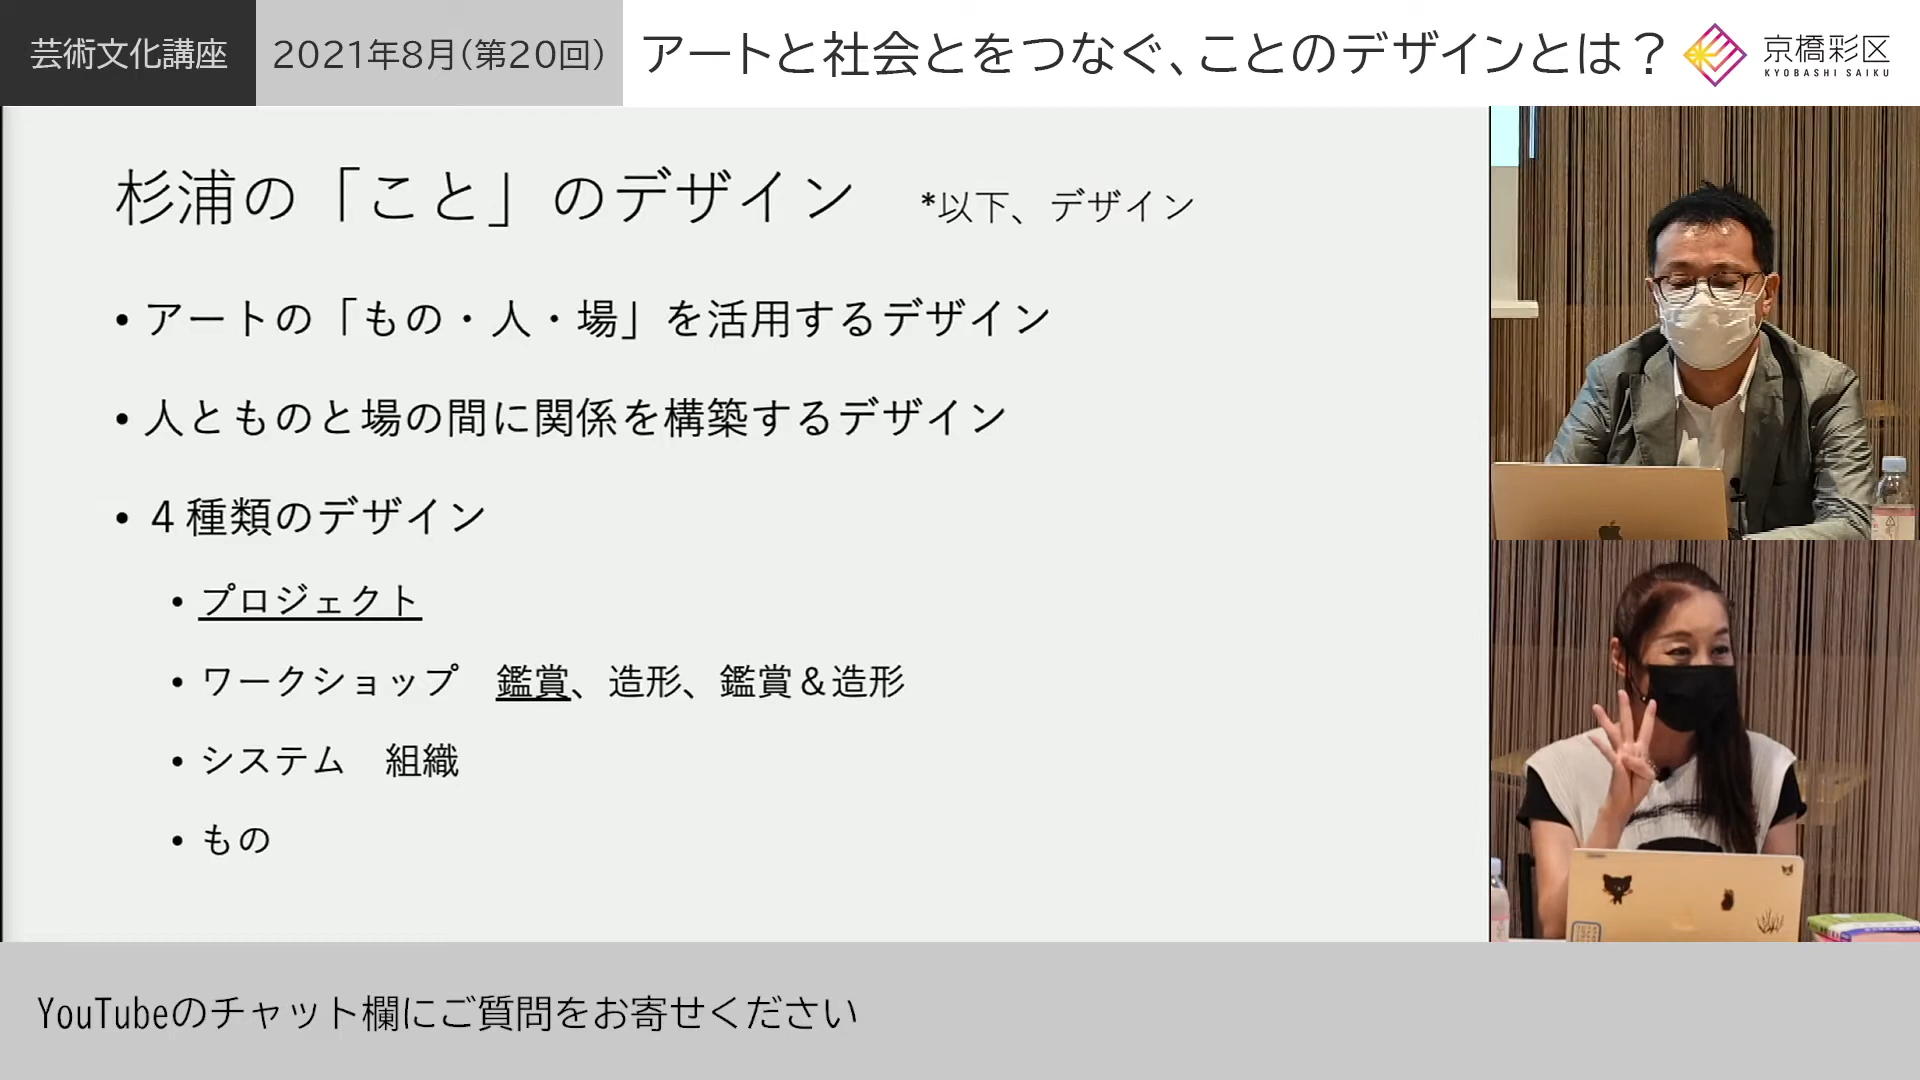 芸術文化講座
2021年8月(第20回)
アートと社会とをつなぐ、ことのデザインとは？
京橋彩区
KYOBASHI SAIKU
杉浦の「こと」のデザイン *以下、デザイン
• アートの「もの・人・場」を活用するデザイン
• 人とものと場の間に関係を構築するデザイン
• ４種類のデザイン
• プロジェクト
• ワークショップ　鑑賞、造形、鑑賞＆造形
• システム　組織
• もの
YouTubeのチャット欄にご質問をお寄せください